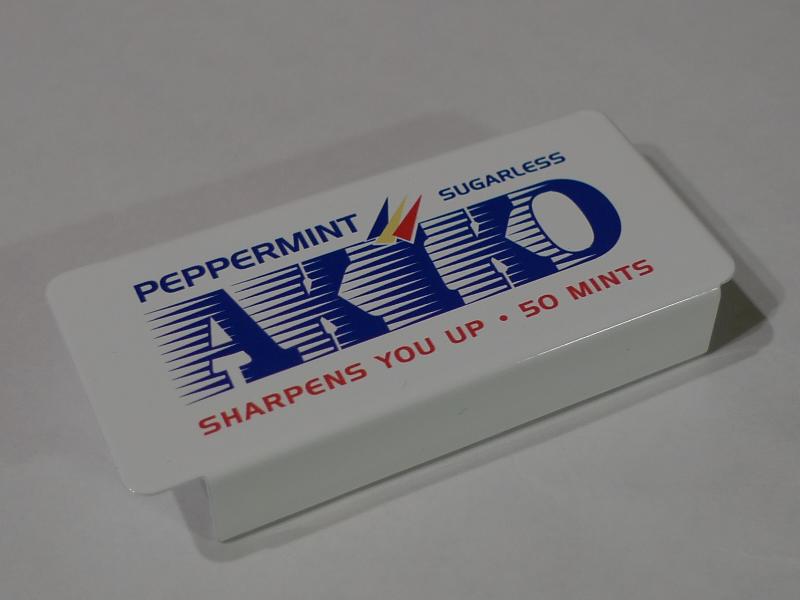 PEPPERMINT SUGARLESS
AKKO
SHARPENS YOU UP • 50 MINTS